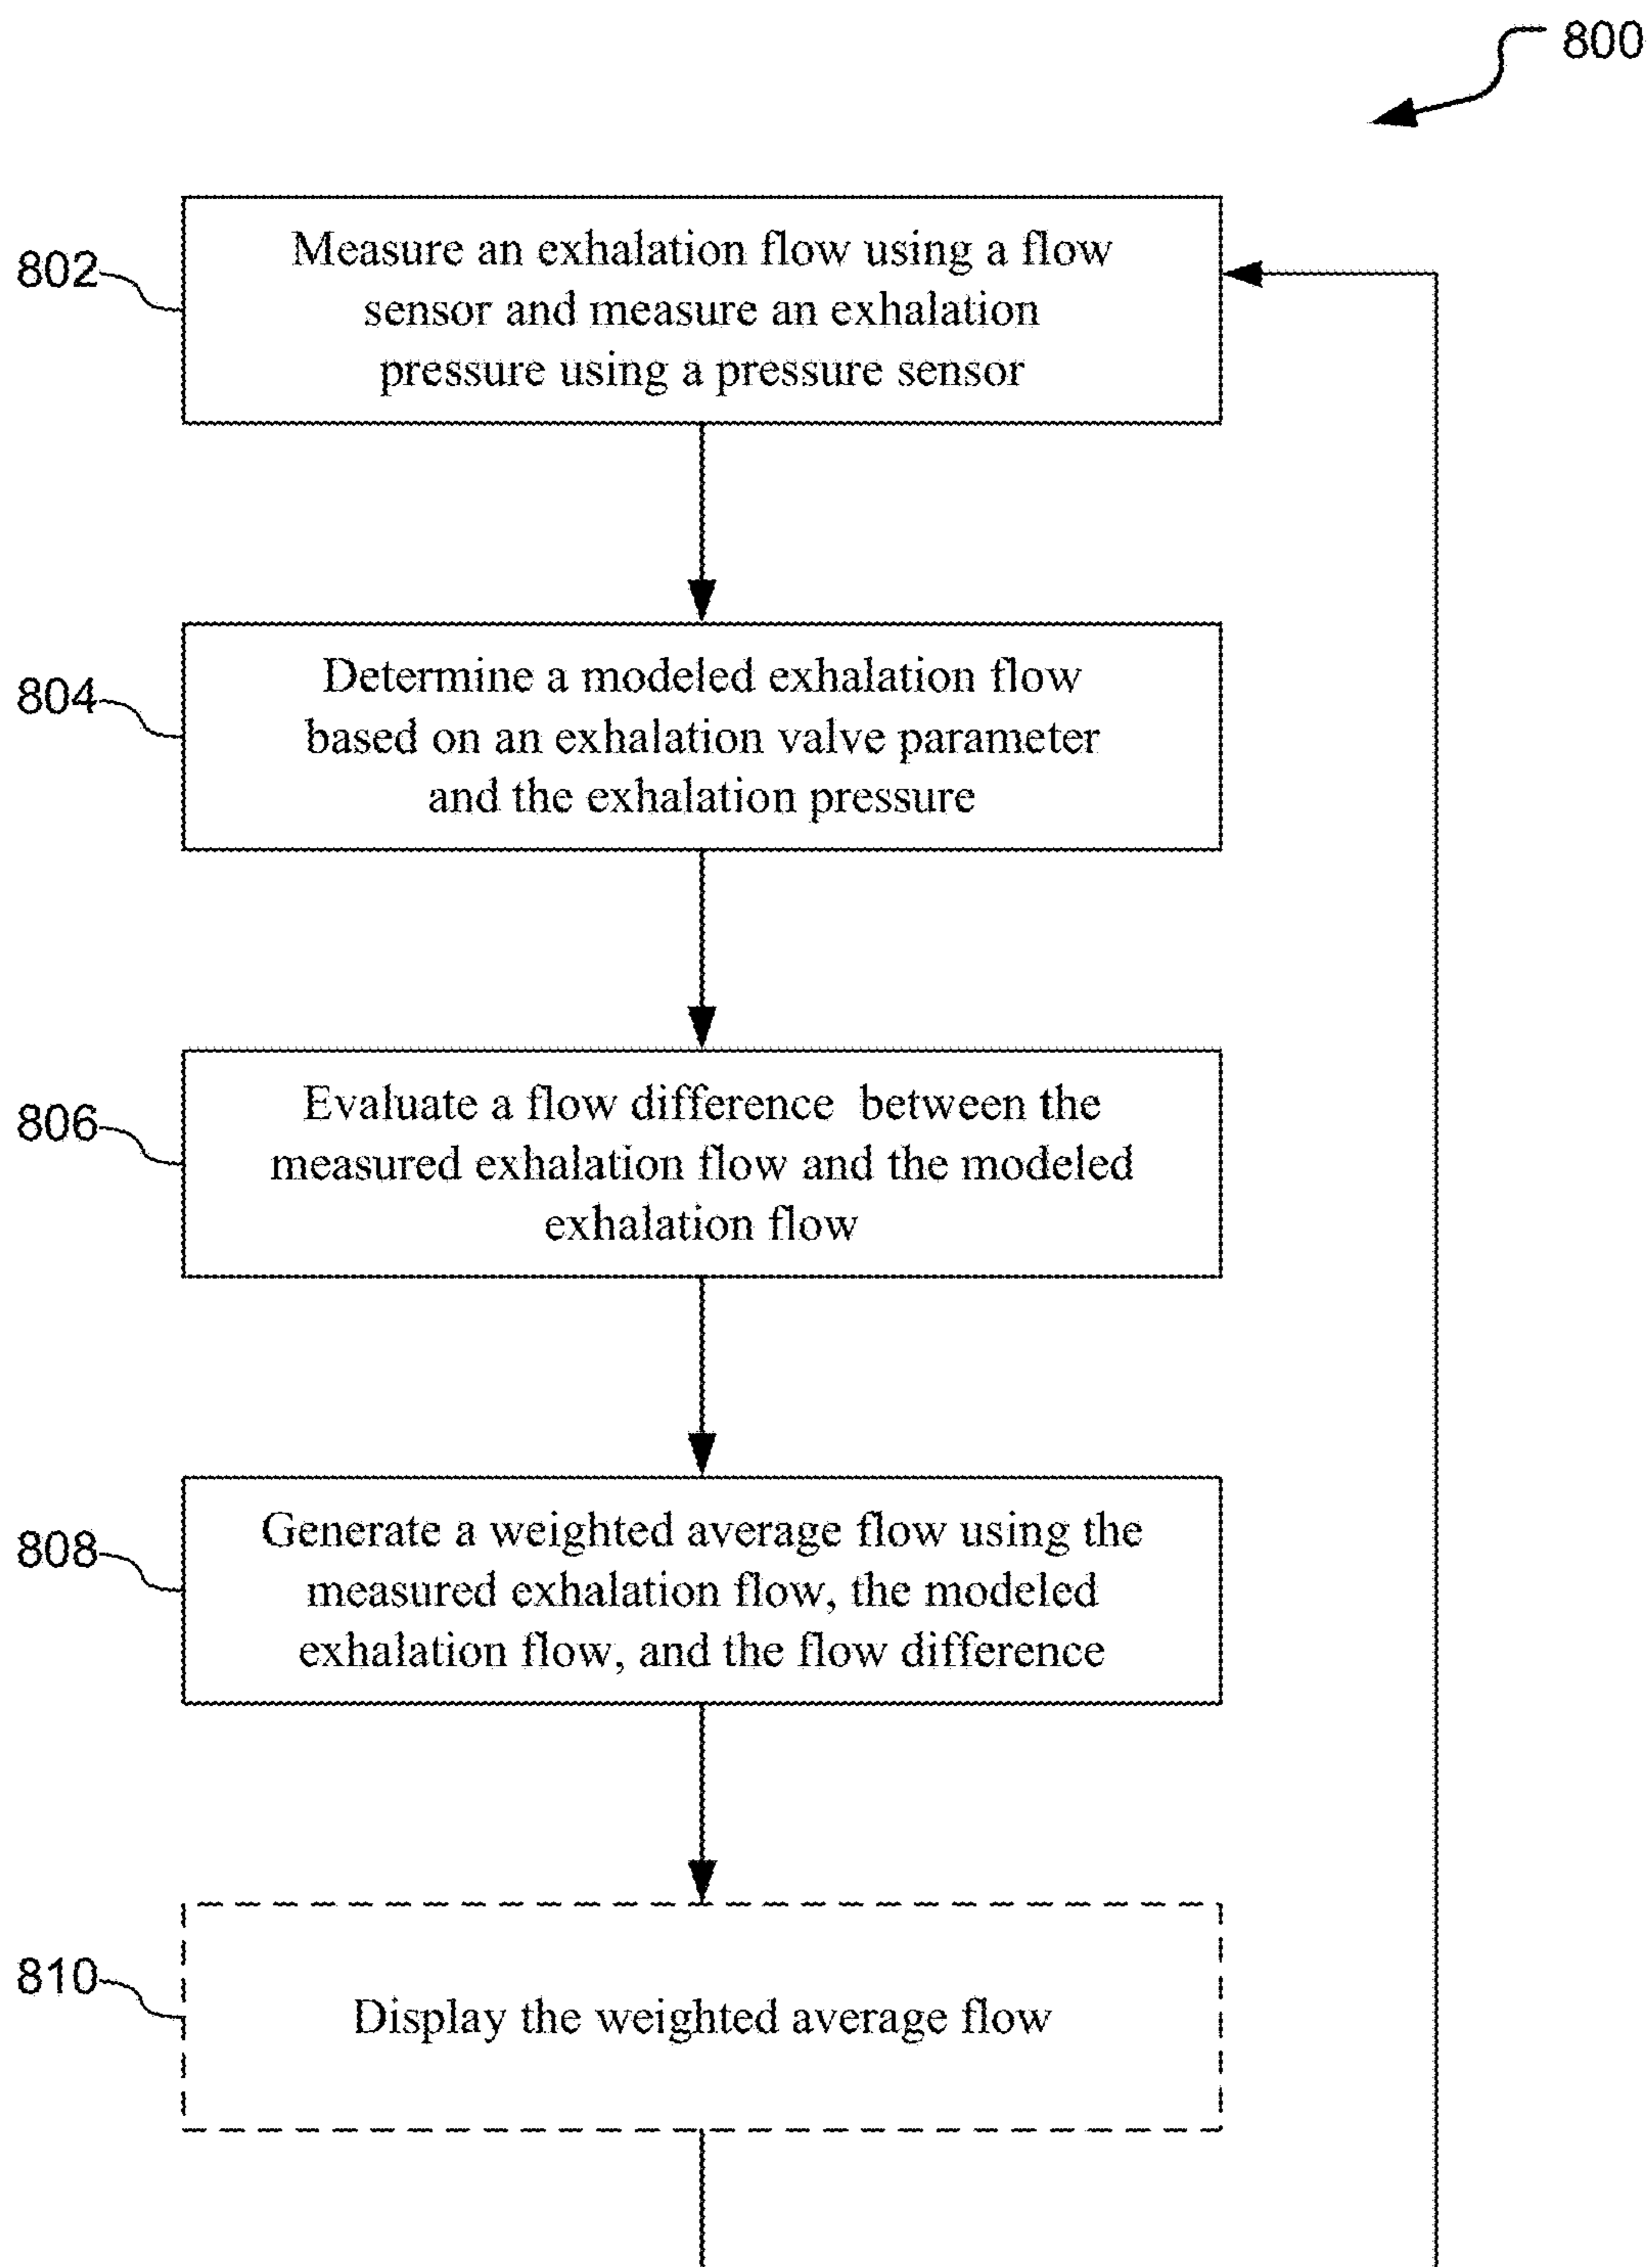 800
802
Measure an exhalation flow using a flow
sensor and measure an exhalation
pressure using a pressure sensor
804
Determine a modeled exhalation flow
based on an exhalation valve parameter
and the exhalation pressure
806
Evaluate a flow difference between the
measured exhalation flow and the modeled
exhalation flow
808
Generate a weighted average flow using the
measured exhalation flow, the modeled
exhalation flow, and the flow difference
810
Display the weighted average flow